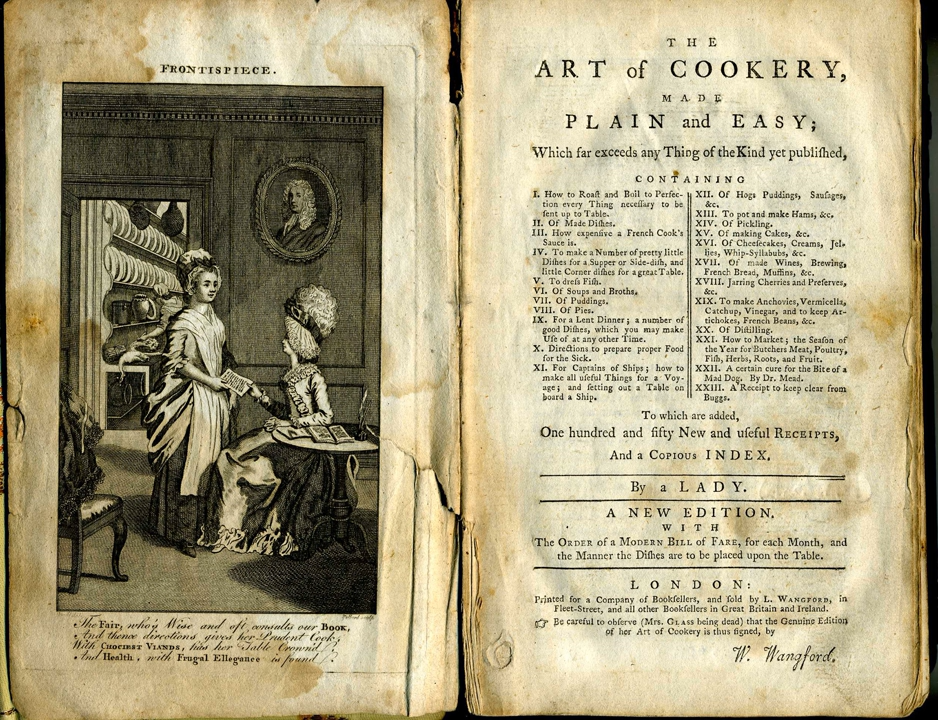 FRONTISPIECE.
The Fair, who's Wise and oft consults our BOOK,
And thence directions gives her Prudent Cook;
With CHOCIEST VIANDS, has her Table Crown'd
And Health, with Frugal Ellegance is found
THE
ART of COOKERY,
MADE
PLAIN and EASY;
Which far exceeds any Thing of the Kind yet publiſhed,
CONTAINING
I. How to Roaſt and Boil to Perfec-
tion every Thing neceſſary to be
ſent up to Table.
II. Of Made Diſhes.
III. How expenſive a French Cook's
Sauce is.
IV. To make a Number of pretty little
Diſhes for a Supper or Side-diſh, and
little Corner diſhes for a great Table.
V. To dreſs Fiſh.
VI. Of Soups and Broths.
VII. Of Puddings.
VIII. Of Pies.
IX. For a Lent Dinner; a number of
good Diſhes, which you may make
Uſe of at any other Time.
X. Directions to prepare proper Food
for the Sick.
XI. For Captains of Ships; how to
make all uſeful Things for a Voy-
age; and ſetting out a Table on
board a Ship.
XII. Of Hogs Puddings, Sauſages,
&c.
XIII. To pot and make Hams, &c.
XIV. Of Pickling.
XV. Of making Cakes, &c.
XVI. Of Cheeſecakes, Creams, Jel-
lies, Whip-Syllabubs, &c.
XVII. Of made Wines, Brewing,
French Bread, Muffins, &c.
XVIII. Jarring Cherries and Preſerves,
&c.
XIX. To make Anchovies, Vermicella,
Catchup, Vinegar, and to keep Ar-
tichokes, French Beans, &c.
XX. Of Diſtilling.
XXI. How to Market; the Seaſon of
the Year for Butchers Meat, Poultry,
Fiſh, Herbs, Roots, and Fruit.
XXII. A certain cure for the Bite of a
Mad Dog. By Dr. Mead.
XXIII. A Receipt to keep clear from
Buggs.
To which are added,
One hundred and fifty New and uſeful RECEIPTS,
And a COPIOUS INDEX.
By a LADY.
A NEW EDITION.
WITH
The ORDER of a MODERN BILL of FARE, for each Month, and
the Manner the Diſhes are to be placed upon the Table.
LONDON:
Printed for a Company of Bookſellers, and ſold by L. WANGFORD, in
Fleet-Street, and all other Bookſellers in Great Britain and Ireland.
☞ Be careful to obſerve (Mrs. GLASS being dead) that the Genuine Edition
of her Art of Cookery is thus ſigned, by
W. Wangford.